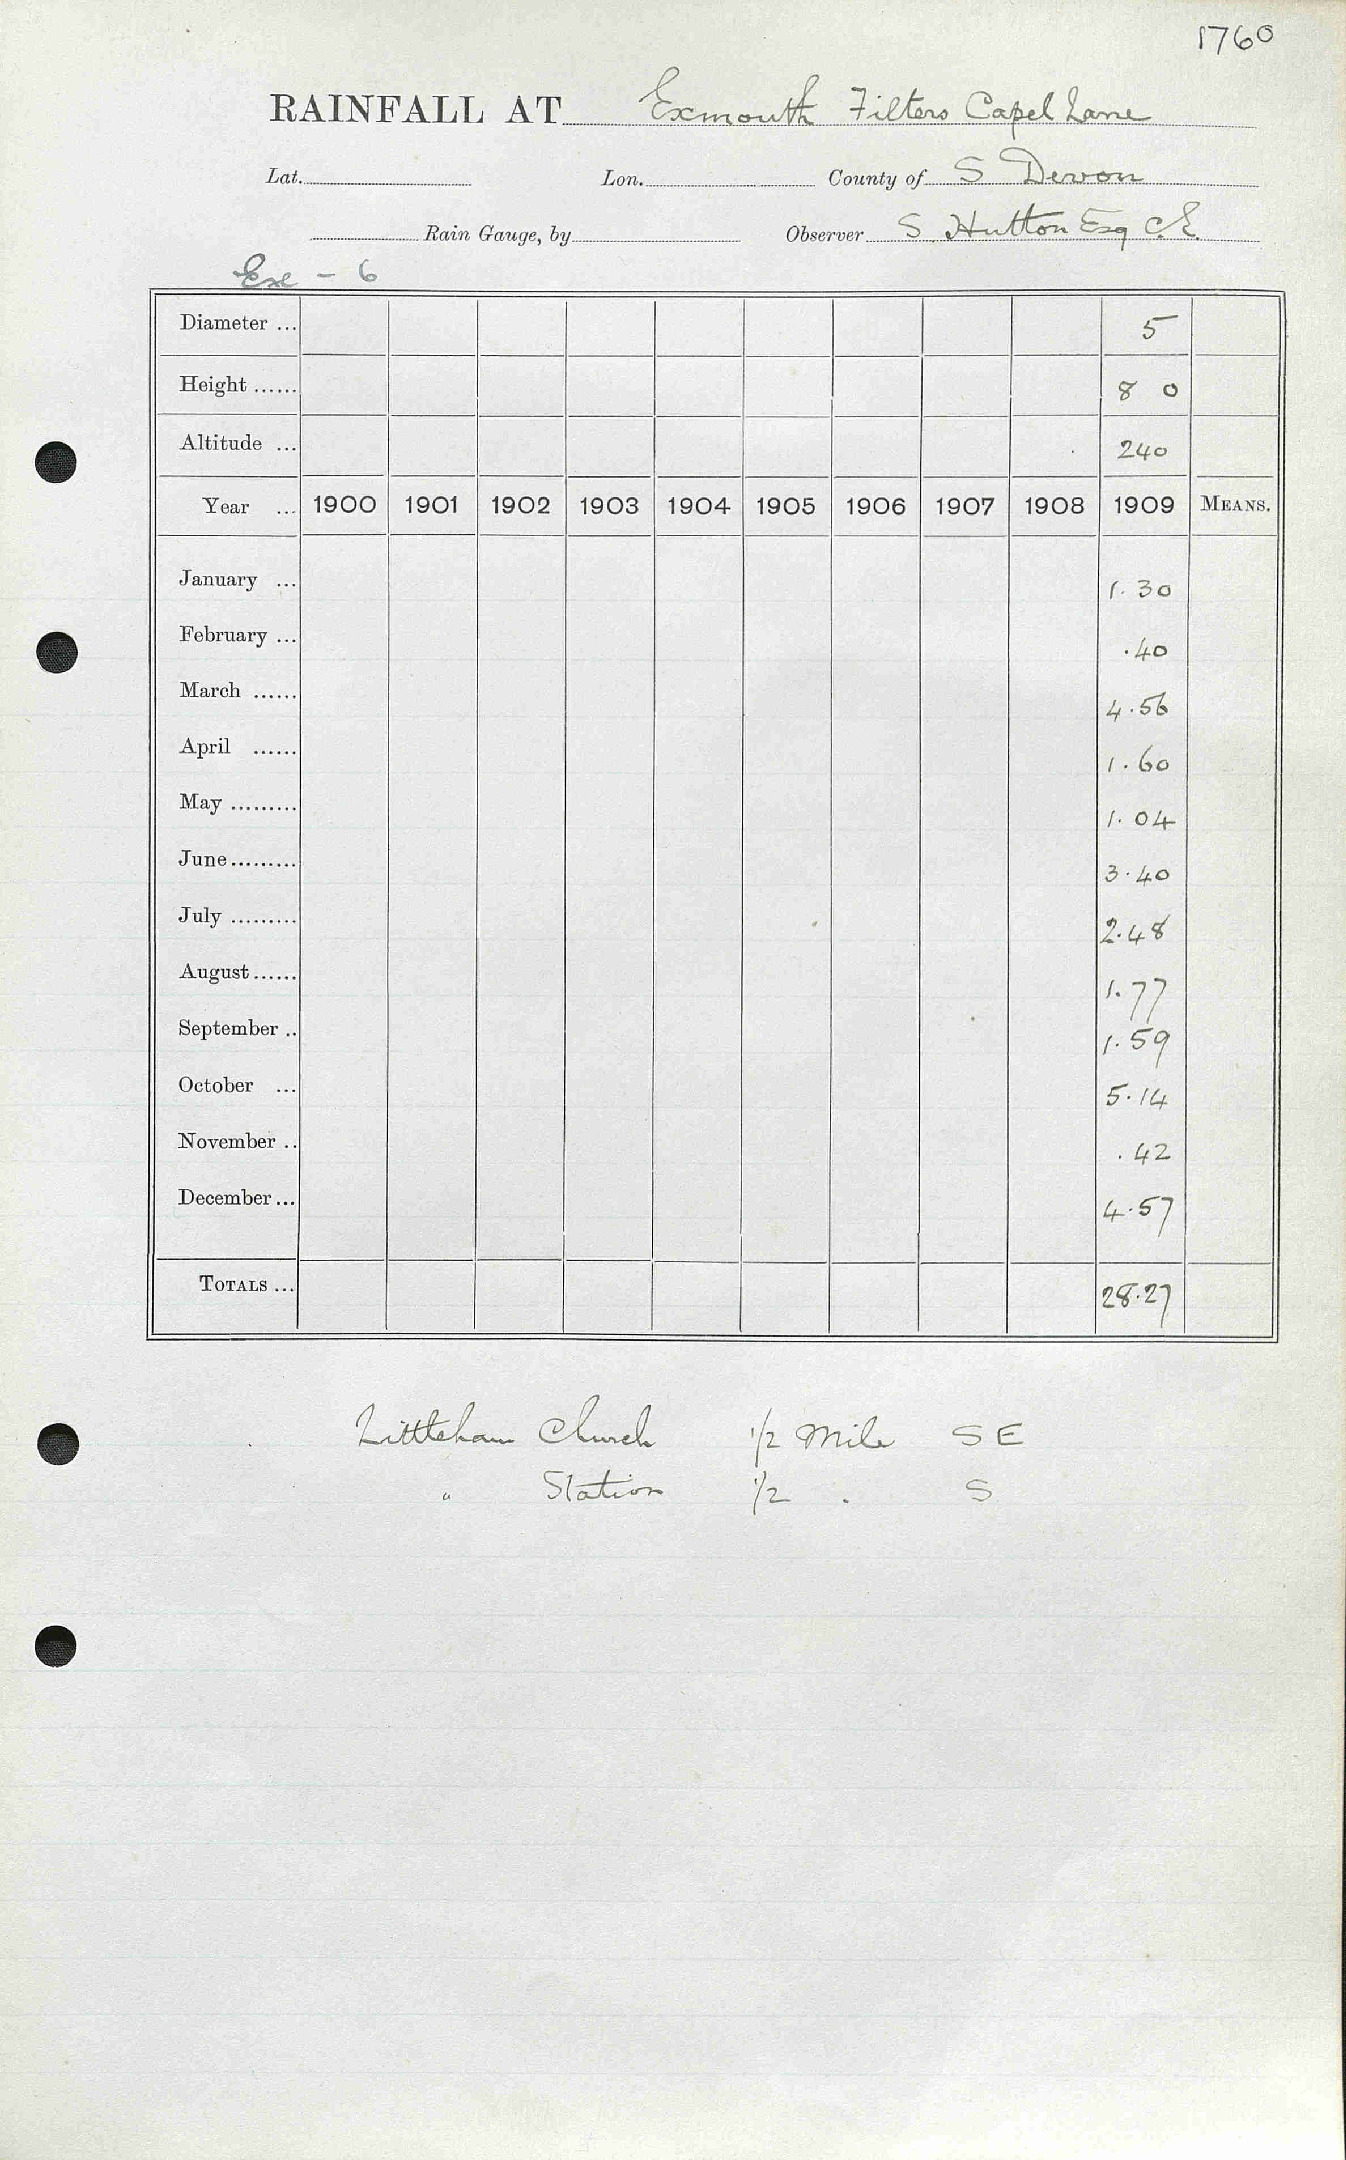 1760
RAINFALL AT Exmouth Filters Capel Lane
Lat. Lon. County of S Devon
Rain Gauge, by Observer S Hutton Esq C.E.
Exe - 6
Diameter ... 5
Height ...... 8 0
Altitude ... 240
Year ... 1900 1901 1902 1903 1904 1905 1906 1907 1908 1909 MEANS.
January ... 1.30
February ... .40
March ...... 4.56
April ...... 1.60
May ......... 1.04
June ......... 3.40
July ......... 2.48
August ...... 1.77
September .. 1.59
October ... 5.14
November .. .42
December ... 4.57
TOTALS ... 28.27
Littleham Church 1/2 Mile S E
" Station 1/2 . S